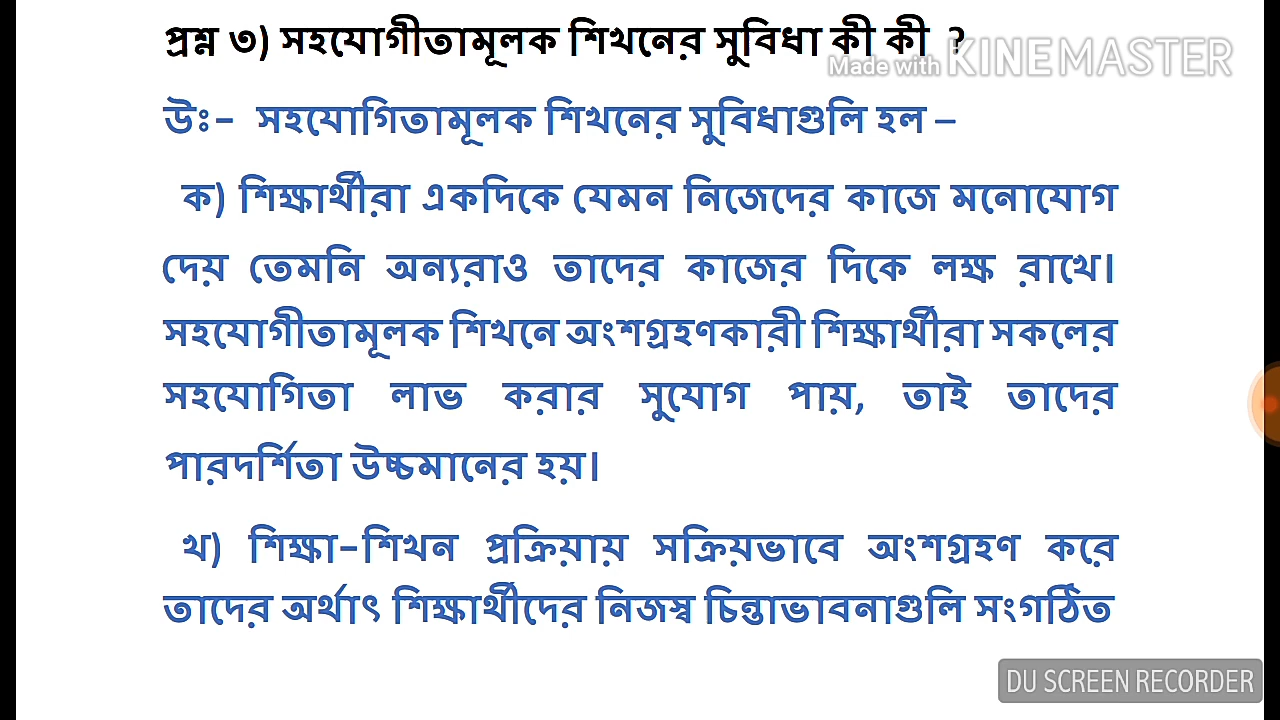 প্রশ্ন ৩) সহযোগীতামূলক শিখনের সুবিধা কী কী ?
Made with KINEMASTER
উঃ– সহযোগিতামূলক শিখনের সুবিধাগুলি হল –
ক) শিক্ষার্থীরা একদিকে যেমন নিজেদের কাজে মনোযোগ
দেয় তেমনি অন্যরাও তাদের কাজের দিকে লক্ষ রাখে।
সহযোগীতামূলক শিখনে অংশগ্রহণকারী শিক্ষার্থীরা সকলের
সহযোগিতা লাভ করার সুযোগ পায়, তাই তাদের
পারদর্শিতা উচ্চমানের হয়।
খ) শিক্ষা–শিখন প্রক্রিয়ায় সক্রিয়ভাবে অংশগ্রহণ করে
তাদের অর্থাৎ শিক্ষার্থীদের নিজস্ব চিন্তাভাবনাগুলি সংগঠিত
DU SCREEN RECORDER